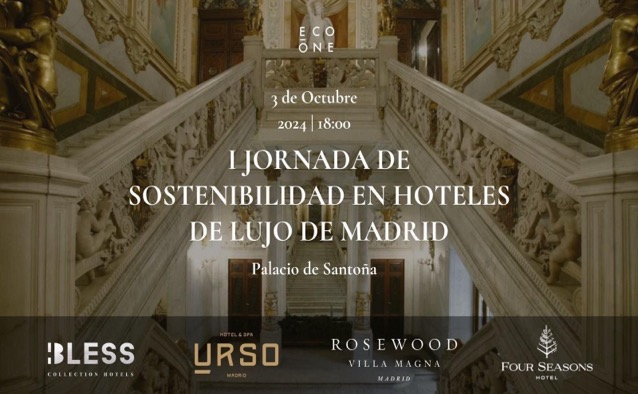 ECO
ONE
3 de Octubre
2024 | 18:00
I JORNADA DE
SOSTENIBILIDAD EN HOTELES
DE LUJO DE MADRID
Palacio de Santoña
BLESS
COLLECTION HOTELS
HOTEL & SPA
URSO
MADRID
ROSEWOOD
VILLA MAGNA
MADRID
FOUR SEASONS
HOTEL